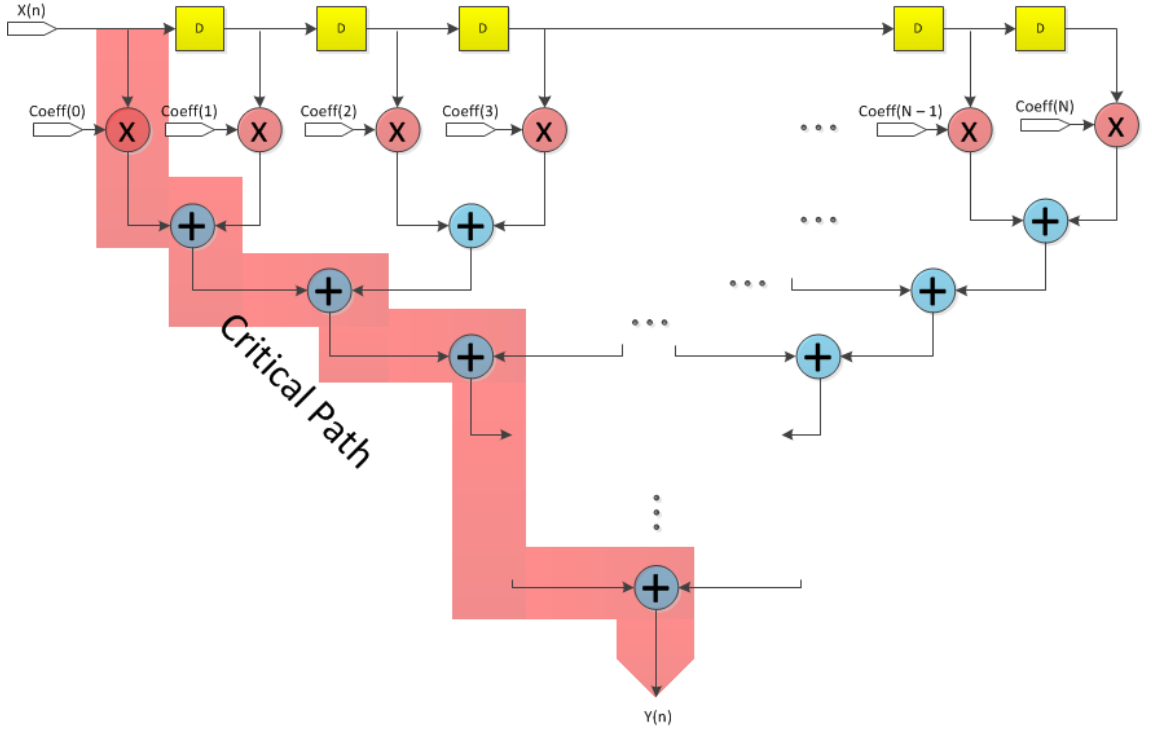 X(n)
D D D D D
Coeff(0) Coeff(1) Coeff(2) Coeff(3) ... Coeff(N – 1) Coeff(N)
X X X X X X
+ + ... +
+ ... +
+ ... +
Critical Path
+
Y(n)